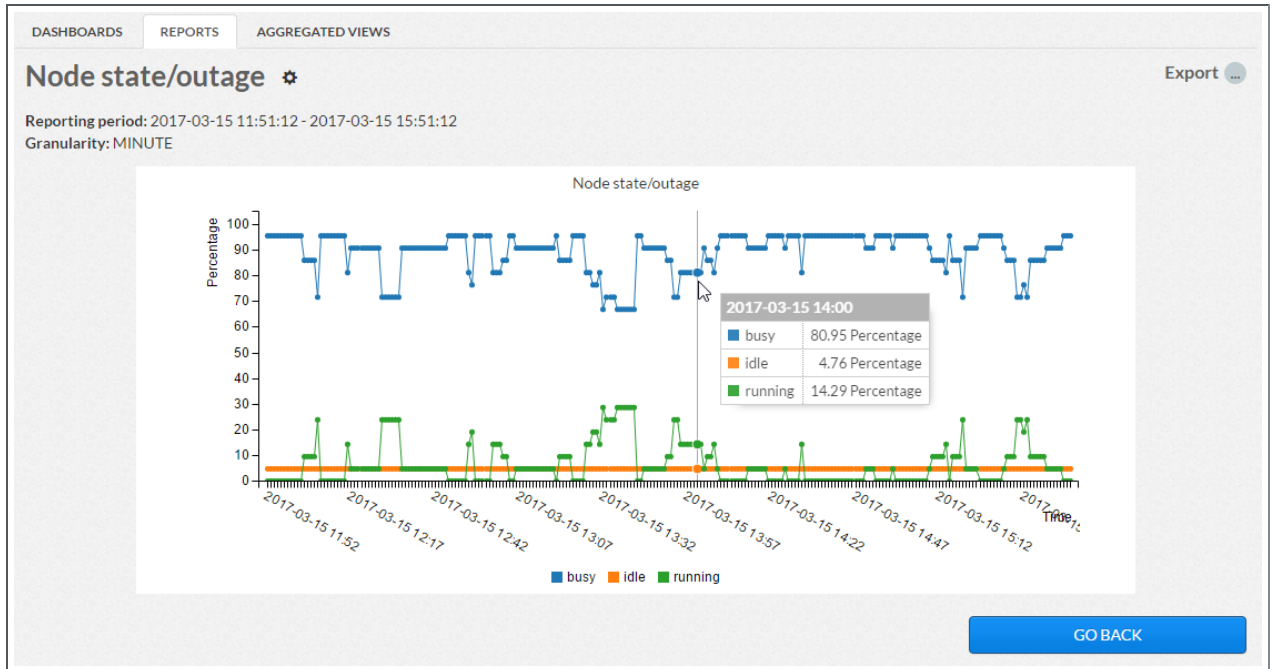 DASHBOARDS REPORTS AGGREGATED VIEWS
Node state/outage
Export ...
Reporting period: 2017-03-15 11:51:12 - 2017-03-15 15:51:12
Granularity: MINUTE
Node state/outage
Percentage
100
90
80
70
60
50
40
30
20
10
0
2017-03-15 14:00
busy 80.95 Percentage
idle 4.76 Percentage
running 14.29 Percentage
2017-03-15 11:52
2017-03-15 12:17
2017-03-15 12:42
2017-03-15 13:07
2017-03-15 13:32
2017-03-15 13:57
2017-03-15 14:22
2017-03-15 14:47
2017-03-15 15:12
Time
busy idle running
GO BACK